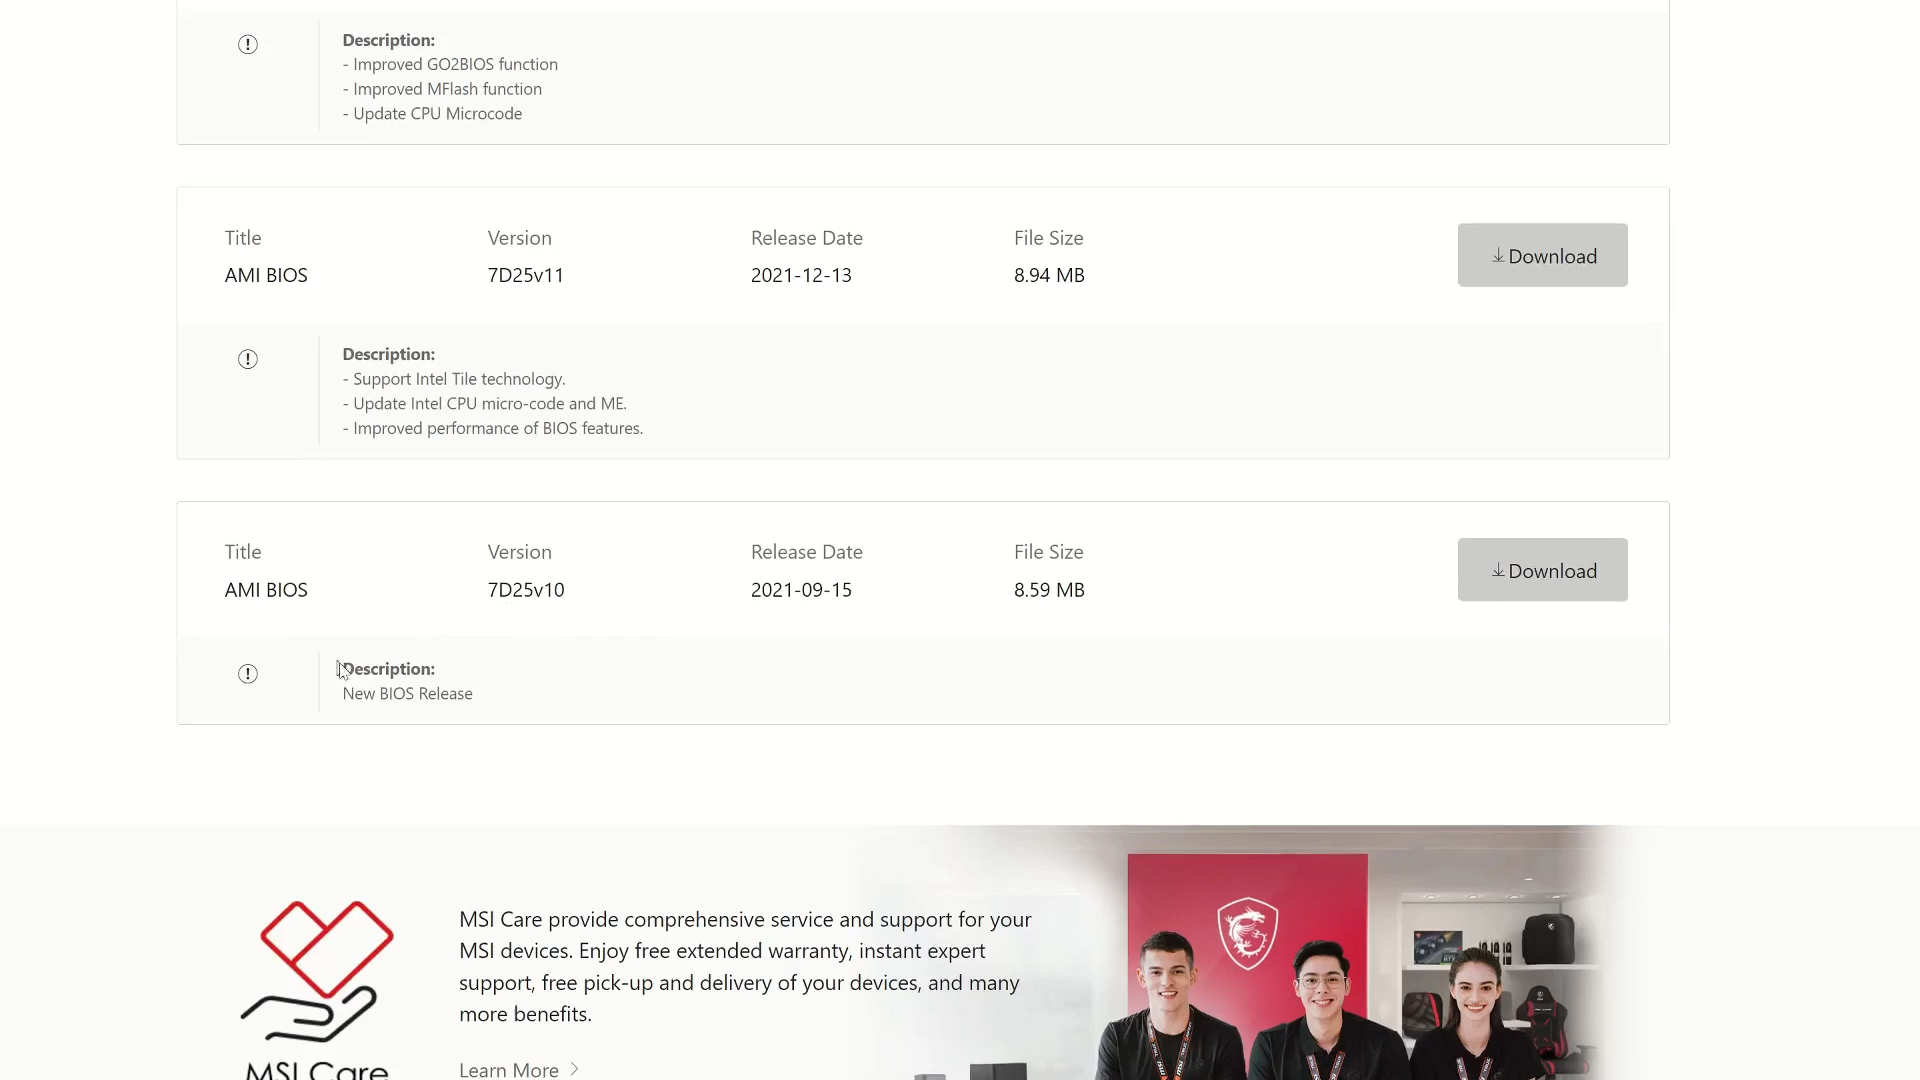 Description:
- Improved GO2BIOS function
- Improved MFlash function
- Update CPU Microcode
Title Version Release Date File Size
Download
AMI BIOS 7D25v11 2021-12-13 8.94 MB
Description:
- Support Intel Tile technology.
- Update Intel CPU micro-code and ME.
- Improved performance of BIOS features.
Title Version Release Date File Size
Download
AMI BIOS 7D25v10 2021-09-15 8.59 MB
Description:
New BIOS Release
MSI Care provide comprehensive service and support for your
MSI devices. Enjoy free extended warranty, instant expert
support, free pick-up and delivery of your devices, and many
more benefits.
Learn More
MSI Care